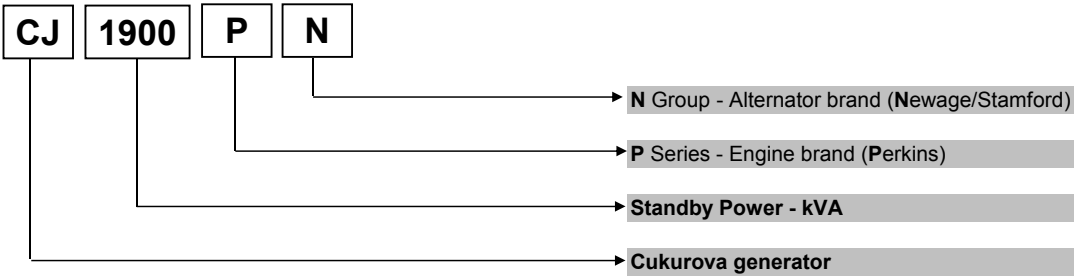 CJ 1900 P N
N Group - Alternator brand (Newage/Stamford)
P Series - Engine brand (Perkins)
Standby Power - kVA
Cukurova generator